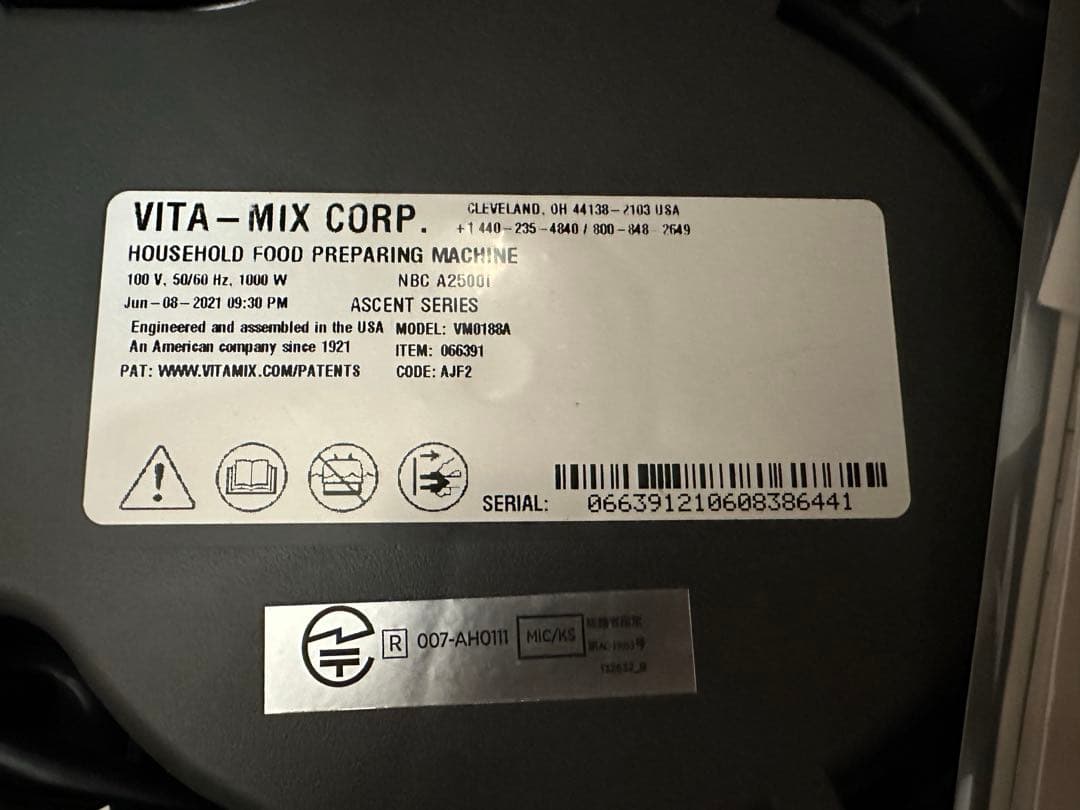 VITA-MIX CORP.
CLEVELAND, OH 44138-2103 USA
+1 440-235-4840 / 800-848-2649
HOUSEHOLD FOOD PREPARING MACHINE
100 V, 50/60 Hz, 1000 W
NBC A2500i
Jun-08-2021 09:30 PM
ASCENT SERIES
Engineered and assembled in the USA
MODEL: VM0188A
An American company since 1921
ITEM: 066391
PAT: WWW.VITAMIX.COM/PATENTS
CODE: AJF2
SERIAL: 066391210608386441
R 007-AH0111 MIC/KS